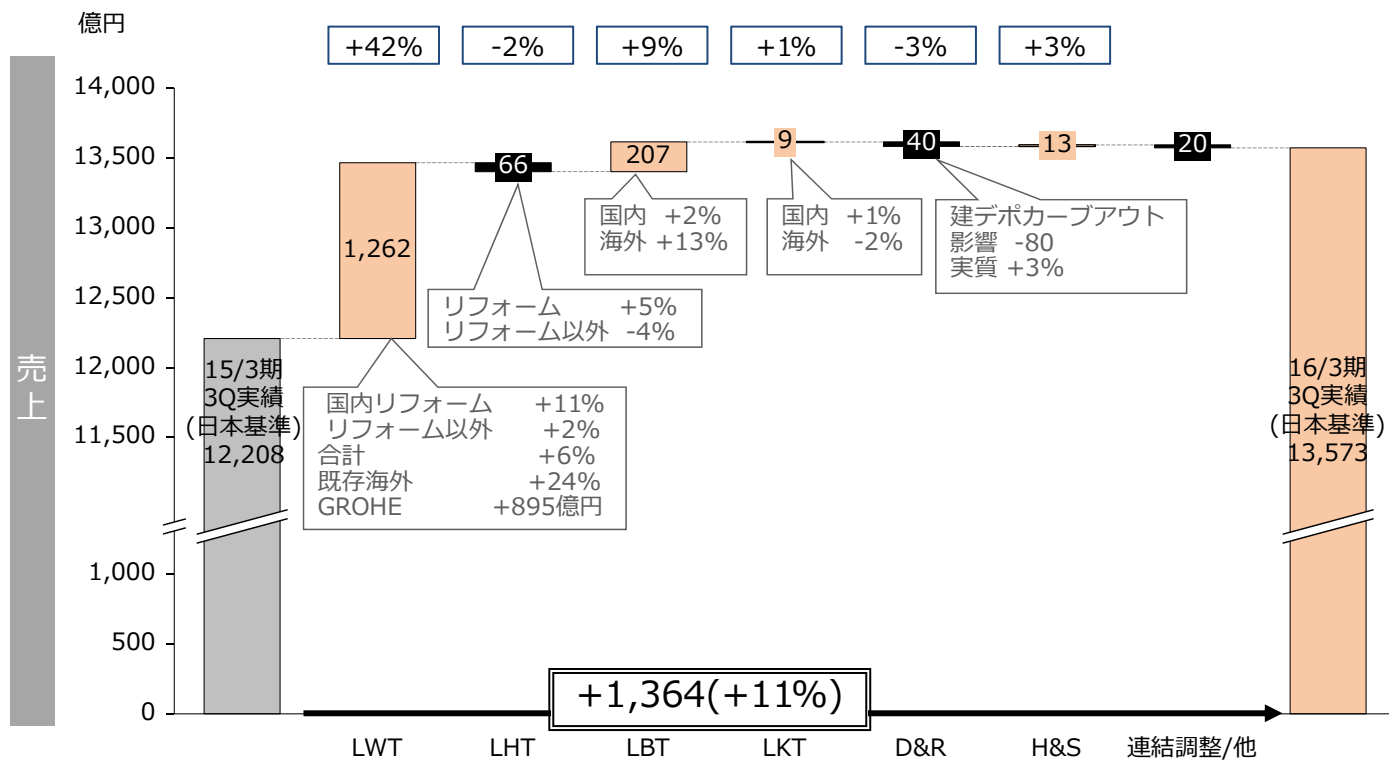 億円
+42%
-2%
+9%
+1%
-3%
+3%
売上
14,000
13,500
13,000
12,500
12,000
11,500
1,000
500
0
15/3期
3Q実績
(日本基準)
12,208
1,262
66
207
9
40
13
20
16/3期
3Q実績
(日本基準)
13,573
国内リフォーム +11%
リフォーム以外 +2%
合計 +6%
既存海外 +24%
GROHE +895億円
リフォーム +5%
リフォーム以外 -4%
国内 +2%
海外 +13%
国内 +1%
海外 -2%
建デポカーブアウト
影響 -80
実質 +3%
+1,364(+11%)
LWT
LHT
LBT
LKT
D&R
H&S
連結調整/他